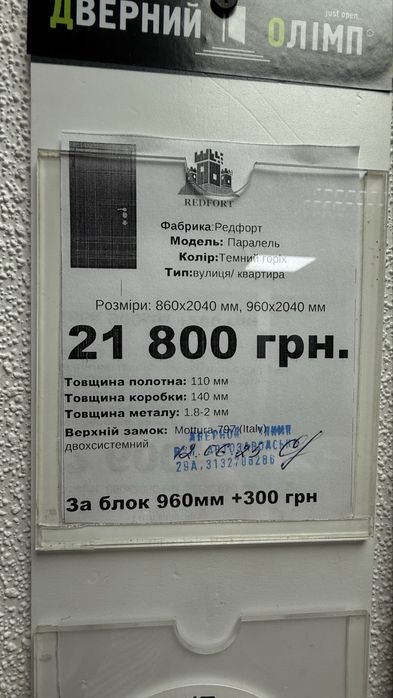 ДВЕРНИЙ ОЛІМП
just open...
REDFORT
Фабрика:Редфорт
Модель: Паралель
Колір:Темний горіх
Тип:вулиця/ квартира
Розміри: 860х2040 мм, 960х2040 мм
21 800 грн.
Товщина полотна: 110 мм
Товщина коробки: 140 мм
Товщина металу: 1.8-2 мм
Верхній замок: Mottura-797 (Italy)
двохсистемний
За блок 960мм +300 грн